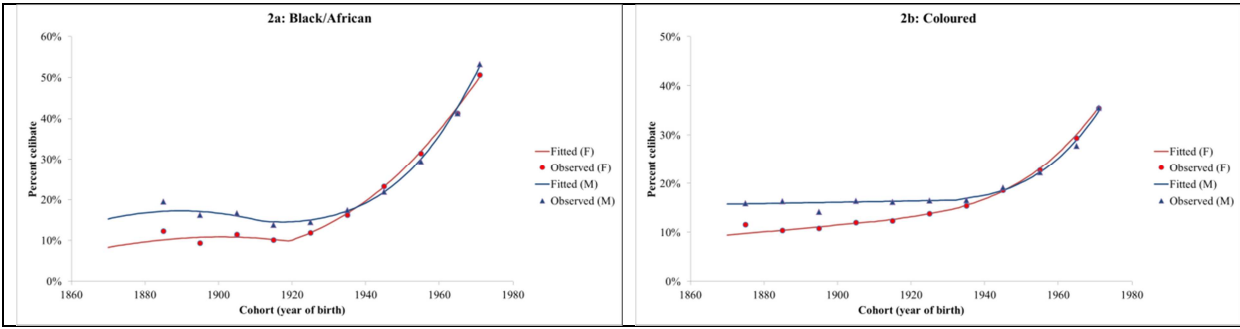 2a: Black/African
60%
50%
40%
30%
20%
10%
0%
Percent celibate
1860 1880 1900 1920 1940 1960 1980
Cohort (year of birth)
Fitted (F)
Observed (F)
Fitted (M)
Observed (M)
2b: Coloured
50%
40%
30%
20%
10%
0%
Percent celibate
1860 1880 1900 1920 1940 1960 1980
Cohort (year of birth)
Fitted (F)
Observed (F)
Fitted (M)
Observed (M)